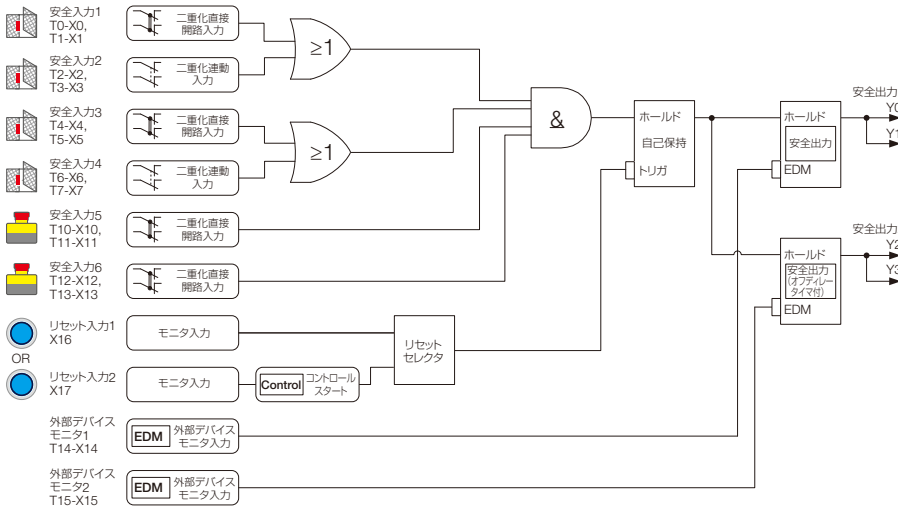 安全入力1
T0-X0,
T1-X1
二重化直接
開路入力
≥1
安全入力2
T2-X2,
T3-X3
二重化連動
入力
安全入力3
T4-X4,
T5-X5
二重化直接
開路入力
≥1
安全入力4
T6-X6,
T7-X7
二重化連動
入力
安全入力5
T10-X10,
T11-X11
二重化直接
開路入力
安全入力6
T12-X12,
T13-X13
二重化直接
開路入力
&
ホールド
自己保持
トリガ
ホールド
安全出力
EDM
安全出力
Y0
Y1
ホールド
安全出力
(オフディレー
タイマ付)
EDM
安全出力
Y2
Y3
リセット入力1
X16
モニタ入力
OR
リセット入力2
X17
モニタ入力
Control
コントロール
スタート
リセット
セレクタ
外部デバイス
モニタ1
T14-X14
EDM
外部デバイス
モニタ入力
外部デバイス
モニタ2
T15-X15
EDM
外部デバイス
モニタ入力